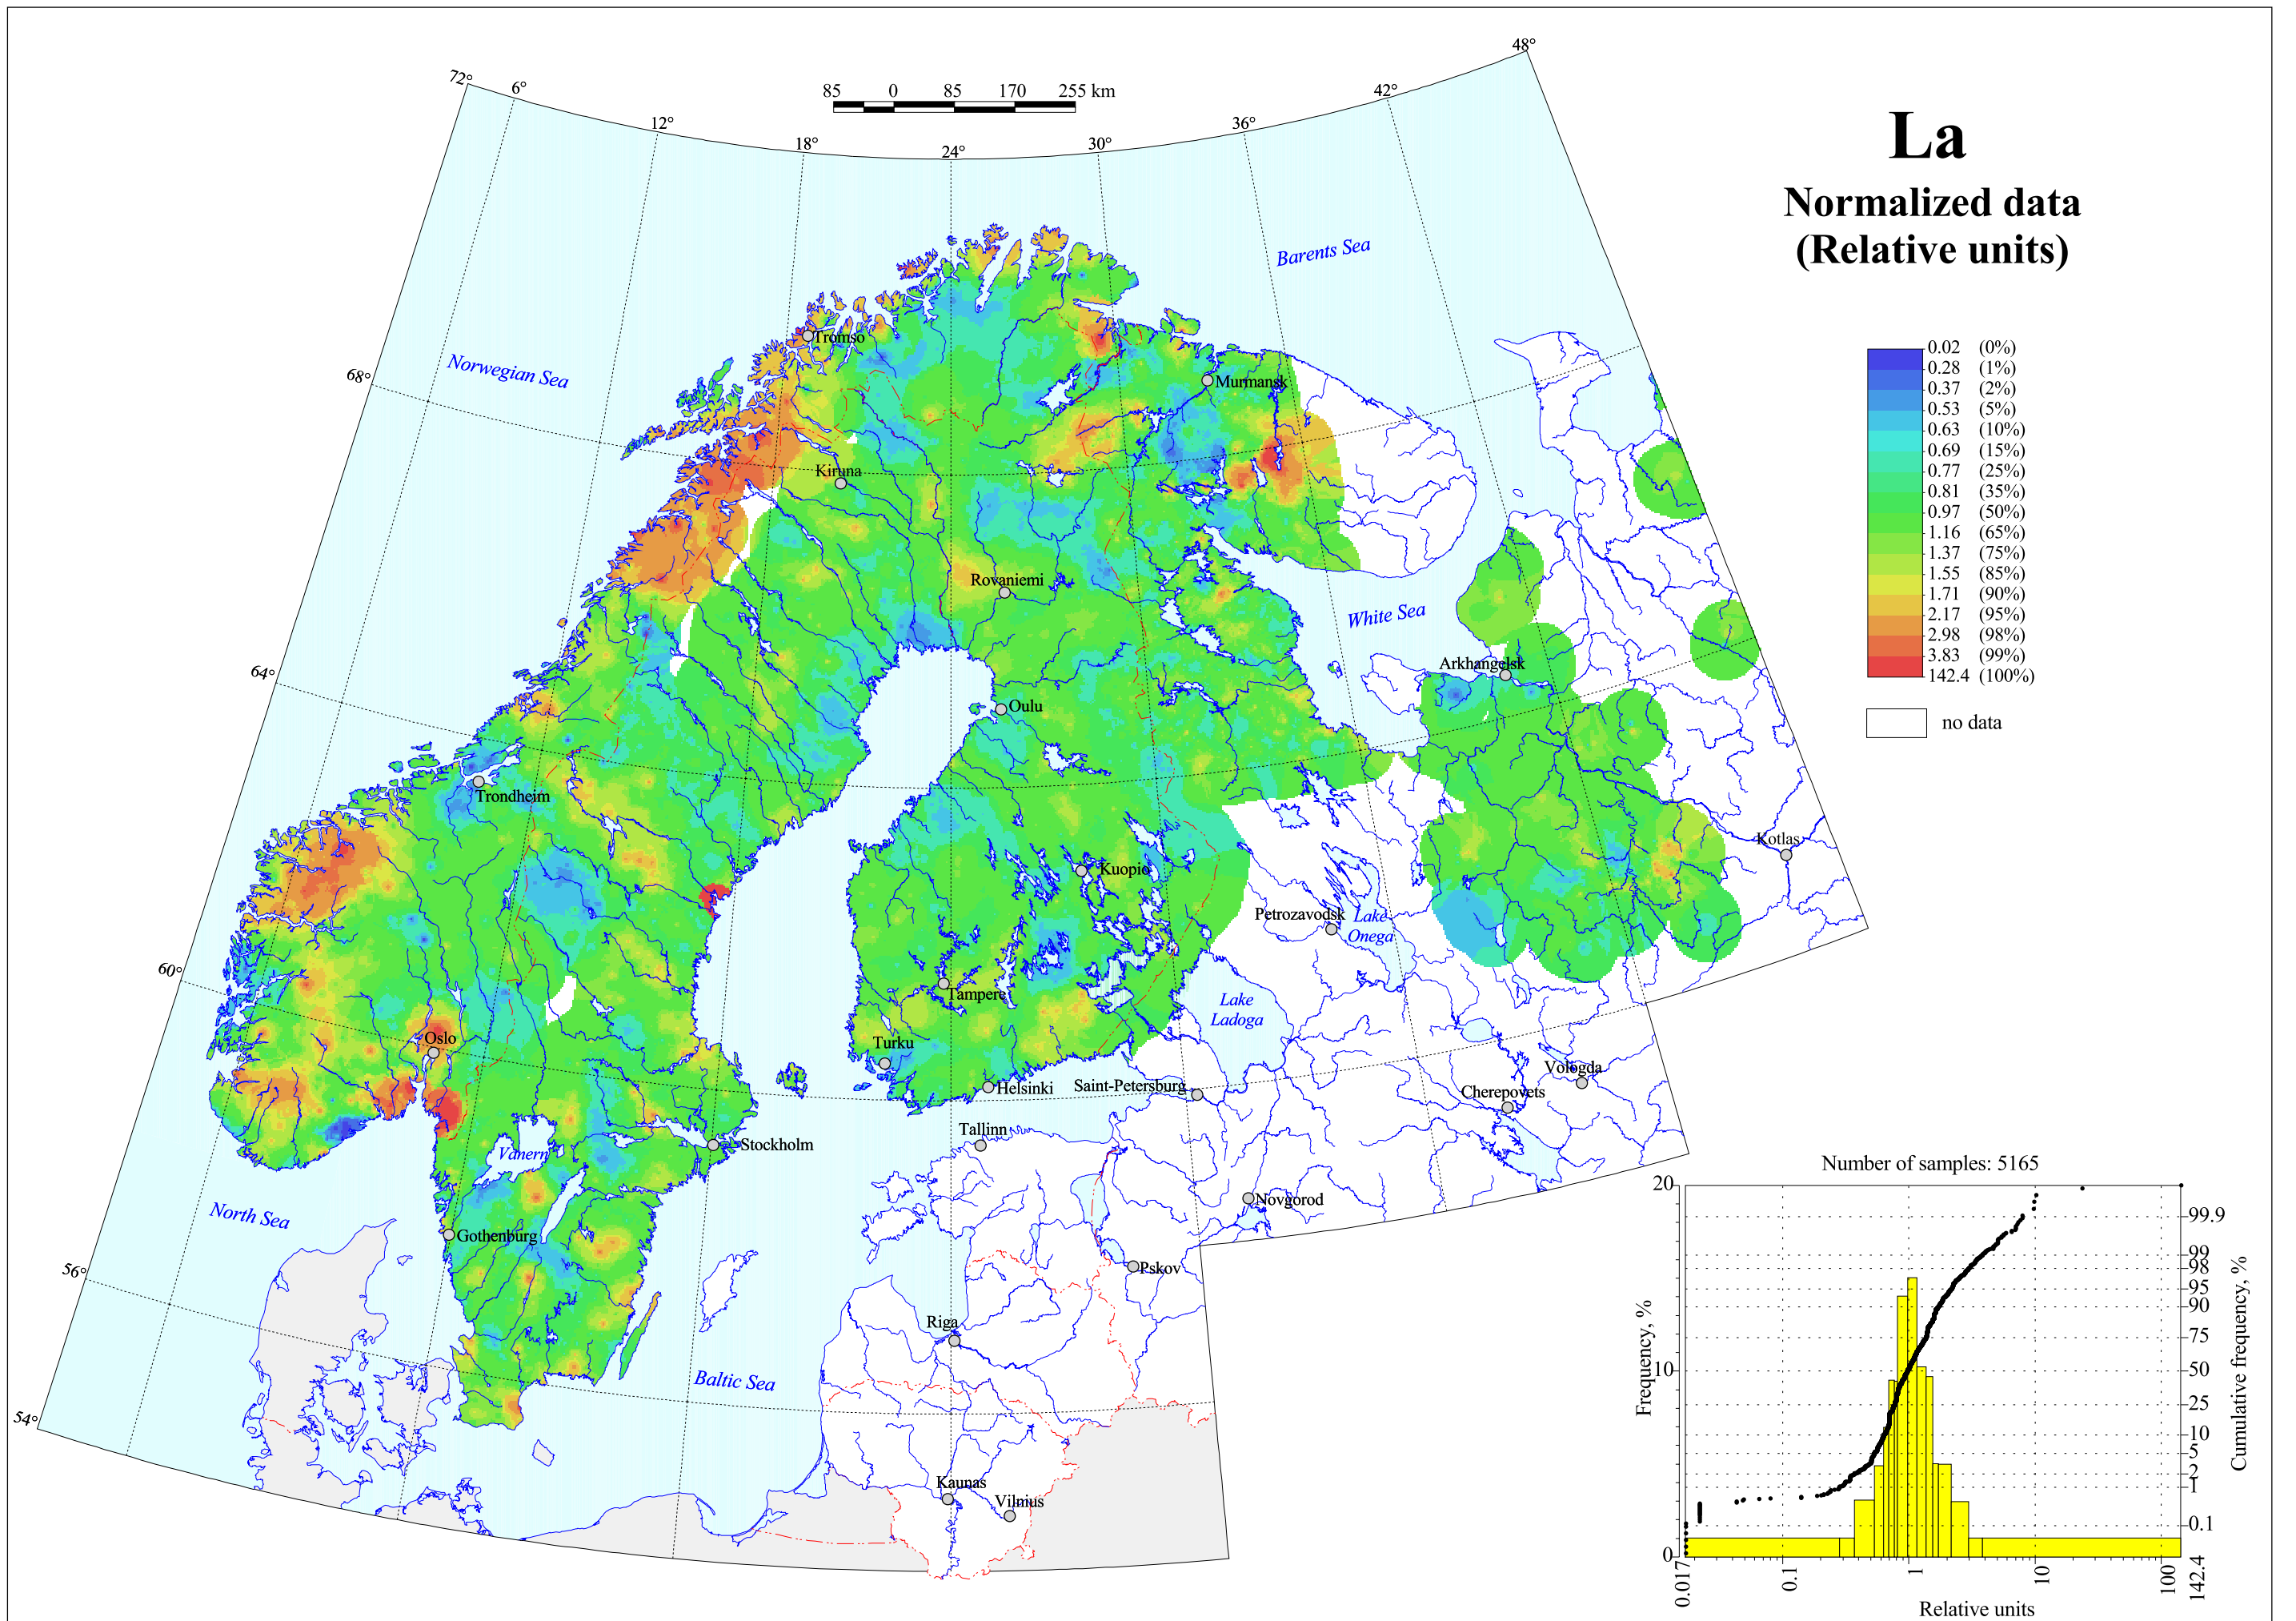 48°
72°
6°
42°
85 0 85 170 255 km
12°
36°
18°
30°
24°
La
Normalized data
(Relative units)
Barents Sea
Tromso
Norwegian Sea
68°
Murmansk
0.02 (0%)
0.28 (1%)
0.37 (2%)
0.53 (5%)
0.63 (10%)
0.69 (15%)
0.77 (25%)
0.81 (35%)
0.97 (50%)
1.16 (65%)
1.37 (75%)
1.55 (85%)
1.71 (90%)
2.17 (95%)
2.98 (98%)
3.83 (99%)
142.4 (100%)
no data
Kiruna
Rovaniemi
White Sea
Arkhangelsk
64°
Oulu
Trondheim
Kotlas
Kuopio
Petrozavodsk
Lake
Onega
60°
Tampere
Lake
Ladoga
Oslo
Turku
Helsinki
Saint-Petersburg
Vologda
Cherepovets
Tallinn
Stockholm
Vanern
Novgorod
North Sea
Gothenburg
56°
Pskov
Riga
Baltic Sea
54°
Kaunas
Vilnius
Number of samples: 5165
20
10
0
Frequency, %
99.9
99
98
95
90
75
50
25
10
5
2
1
0.1
Cumulative frequency, %
0.017
0.1
1
10
100
142.4
Relative units